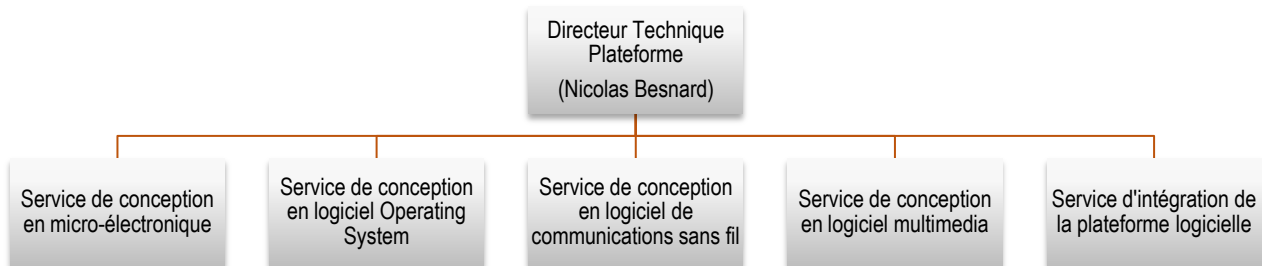 Directeur Technique
Plateforme
(Nicolas Besnard)
Service de conception
en micro-électronique
Service de conception
en logiciel Operating
System
Service de conception
en logiciel de
communications sans fil
Service de conception
en logiciel multimedia
Service d'intégration de
la plateforme logicielle